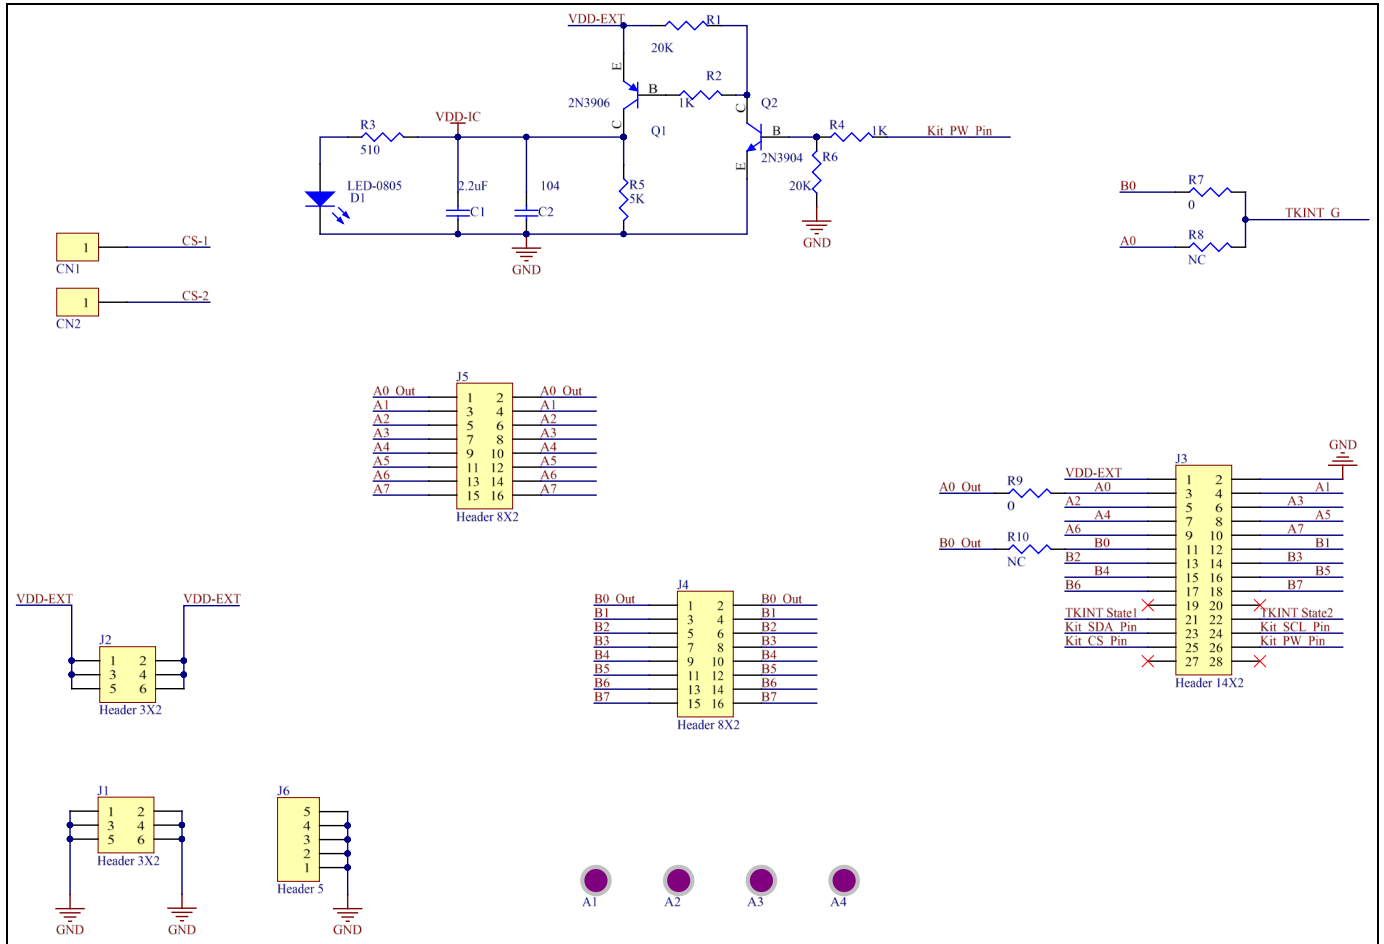 VDD-EXT
R1
20K
E
2N3906
B
R2
1K
C
Q1
Q2
C
B
2N3904
E
R4
1K
Kit_PW_Pin
R6
20K
GND
VDD-IC
R3
510
LED-0805
D1
2.2uF
C1
104
C2
R5
5K
GND
B0
R7
0
TKINT_G
A0
R8
NC
1
CS-1
CN1
1
CS-2
CN2
J5
A0_Out 1 2 A0_Out
A1 3 4 A1
A2 5 6 A2
A3 7 8 A3
A4 9 10 A4
A5 11 12 A5
A6 13 14 A6
A7 15 16 A7
Header 8X2
GND
J3
A0_Out
R9
0
B0_Out
R10
NC
VDD-EXT 1 2
A0 3 4 A1
A2 5 6 A3
A4 7 8 A5
A6 9 10 A7
B0 11 12 B1
B2 13 14 B3
B4 15 16 B5
B6 17 18 B7
19 20
TKINT State1 21 22 TKINT State2
Kit_SDA_Pin 23 24 Kit_SCL_Pin
Kit_CS_Pin 25 26 Kit_PW_Pin
27 28
Header 14X2
J4
B0_Out 1 2 B0_Out
B1 3 4 B1
B2 5 6 B2
B3 7 8 B3
B4 9 10 B4
B5 11 12 B5
B6 13 14 B6
B7 15 16 B7
Header 8X2
VDD-EXT
VDD-EXT
J2
1 2
3 4
5 6
Header 3X2
J1
1 2
3 4
5 6
Header 3X2
GND
GND
J6
5
4
3
2
1
Header 5
GND
A1
A2
A3
A4